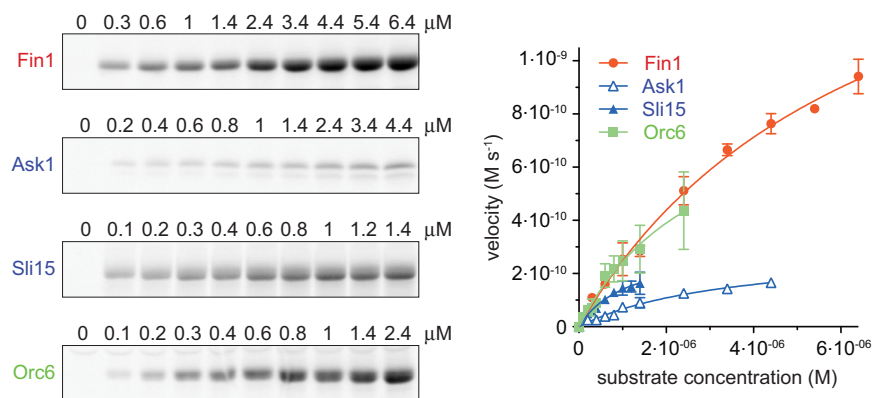 0 0.3 0.6 1 1.4 2.4 3.4 4.4 5.4 6.4 μM
Fin1
0 0.2 0.4 0.6 0.8 1 1.4 2.4 3.4 4.4 μM
Ask1
0 0.1 0.2 0.3 0.4 0.6 0.8 1 1.2 1.4 μM
Sli15
0 0.1 0.2 0.3 0.4 0.6 0.8 1 1.4 2.4 μM
Orc6
1·10⁻⁹
8·10⁻¹⁰
6·10⁻¹⁰
4·10⁻¹⁰
2·10⁻¹⁰
0
velocity (M s⁻¹)
Fin1
Ask1
Sli15
Orc6
0 2·10⁻⁰⁶ 4·10⁻⁰⁶ 6·10⁻⁰⁶
substrate concentration (M)